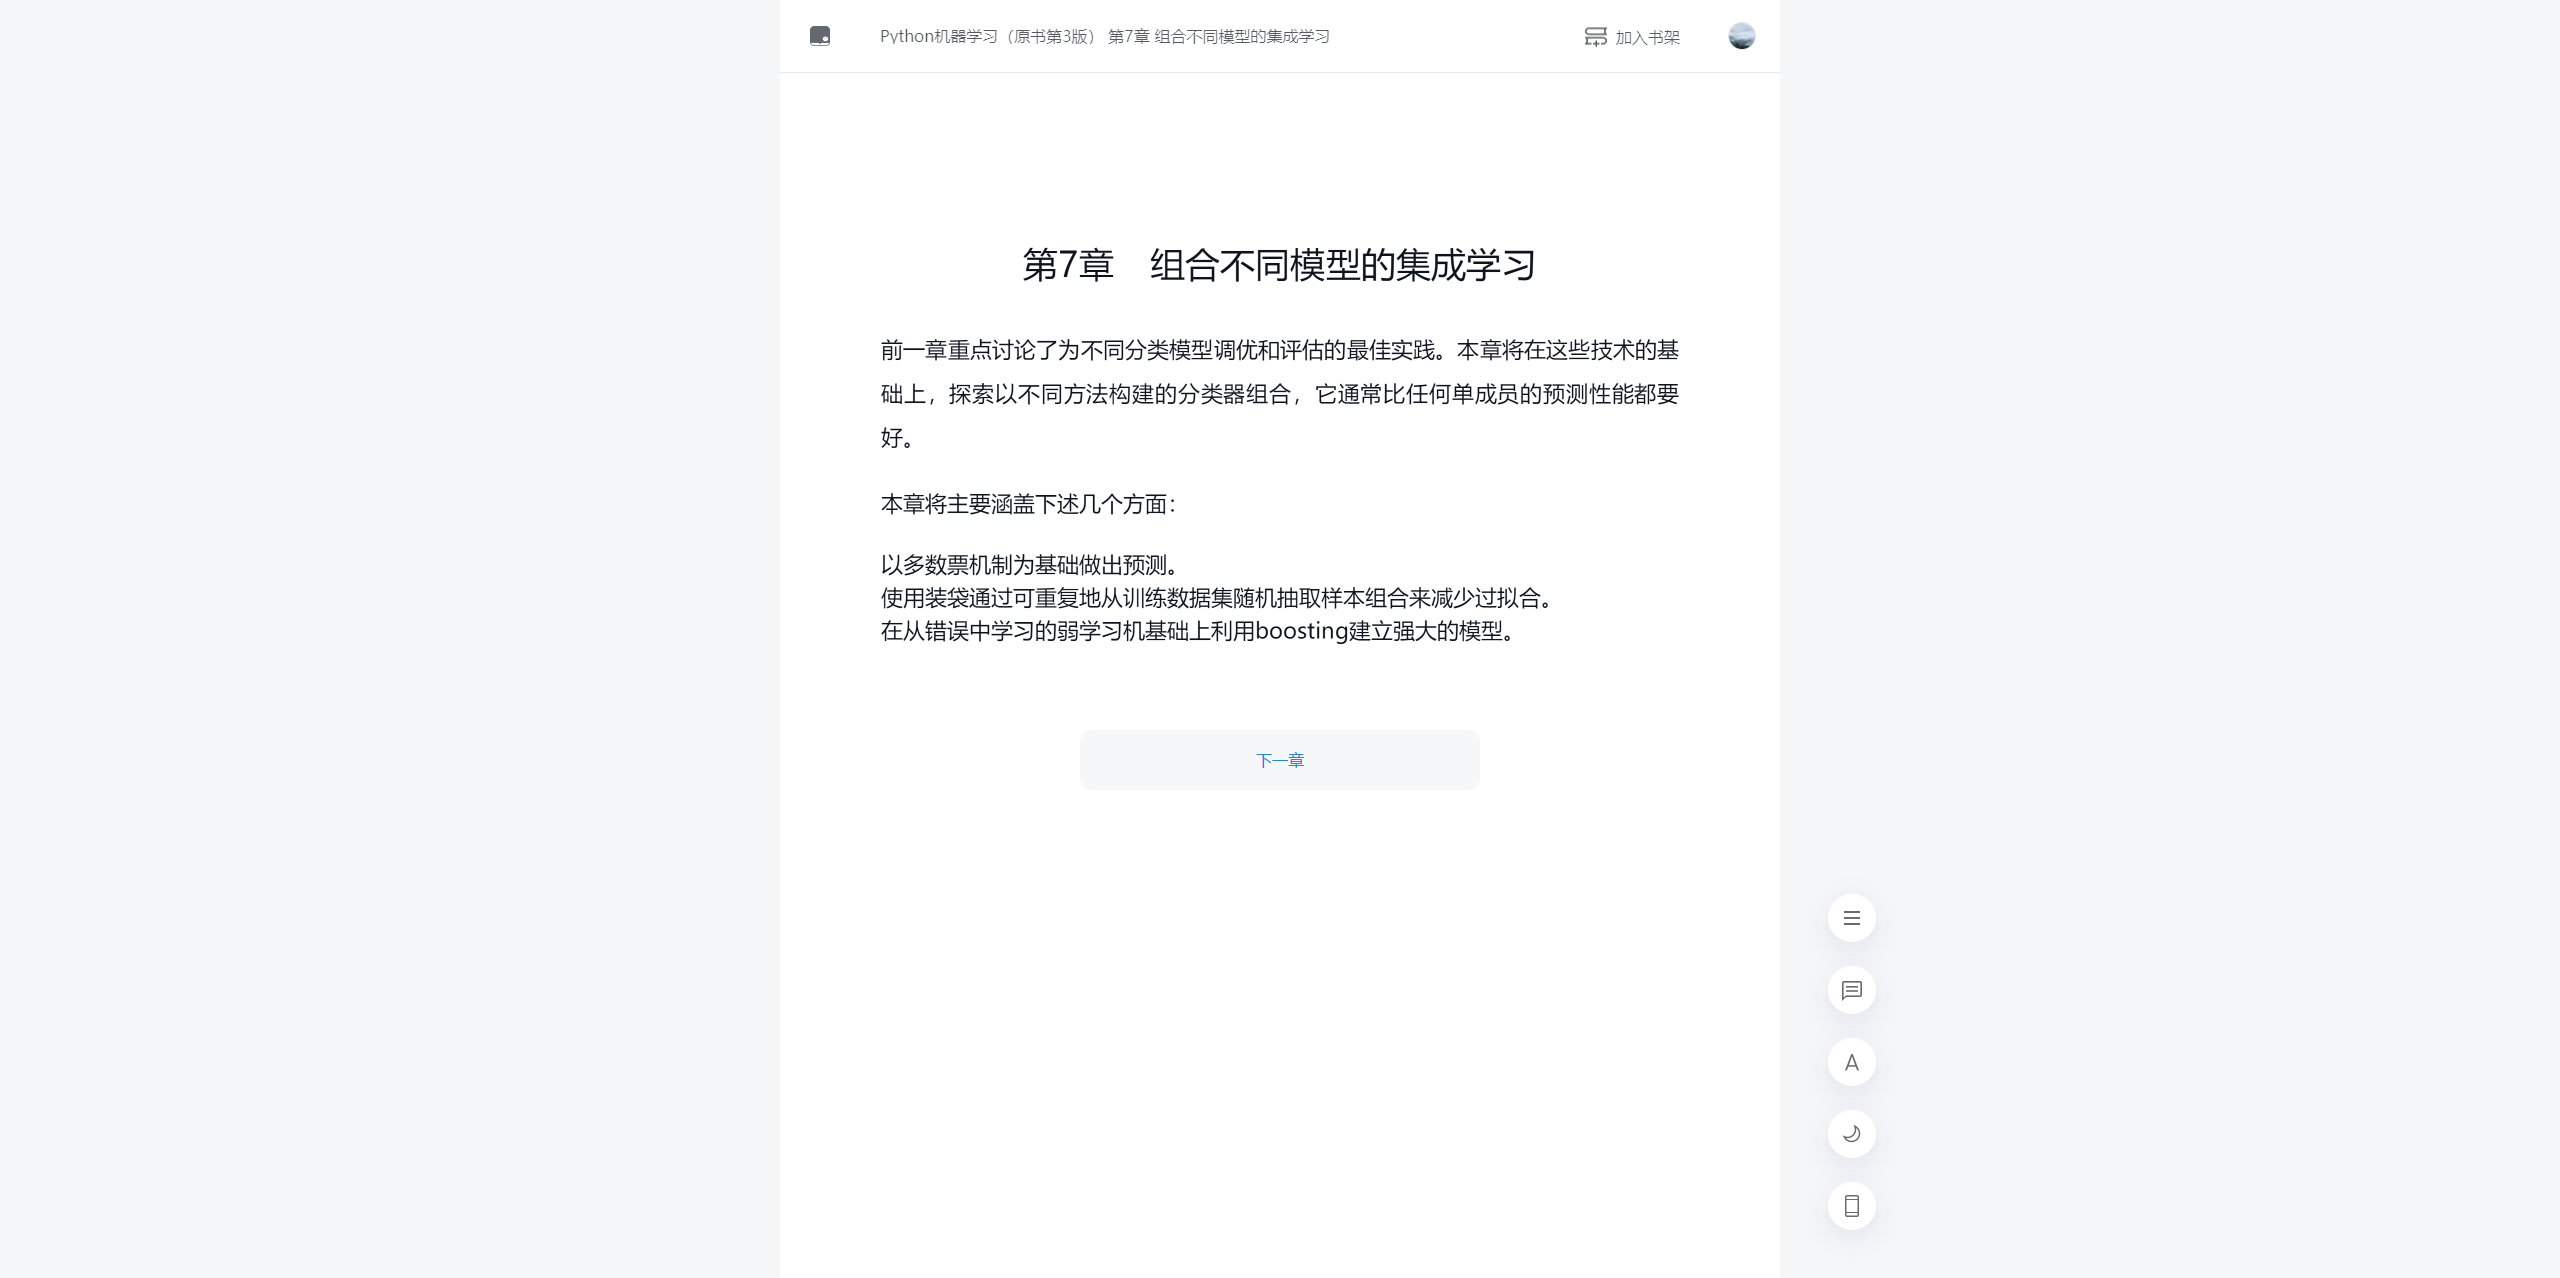 Python机器学习（原书第3版） 第7章 组合不同模型的集成学习
加入书架
第7章　组合不同模型的集成学习
前一章重点讨论了为不同分类模型调优和评估的最佳实践。本章将在这些技术的基
础上，探索以不同方法构建的分类器组合，它通常比任何单成员的预测性能都要
好。
本章将主要涵盖下述几个方面：
以多数票机制为基础做出预测。
使用装袋通过可重复地从训练数据集随机抽取样本组合来减少过拟合。
在从错误中学习的弱学习机基础上利用boosting建立强大的模型。
下一章
A